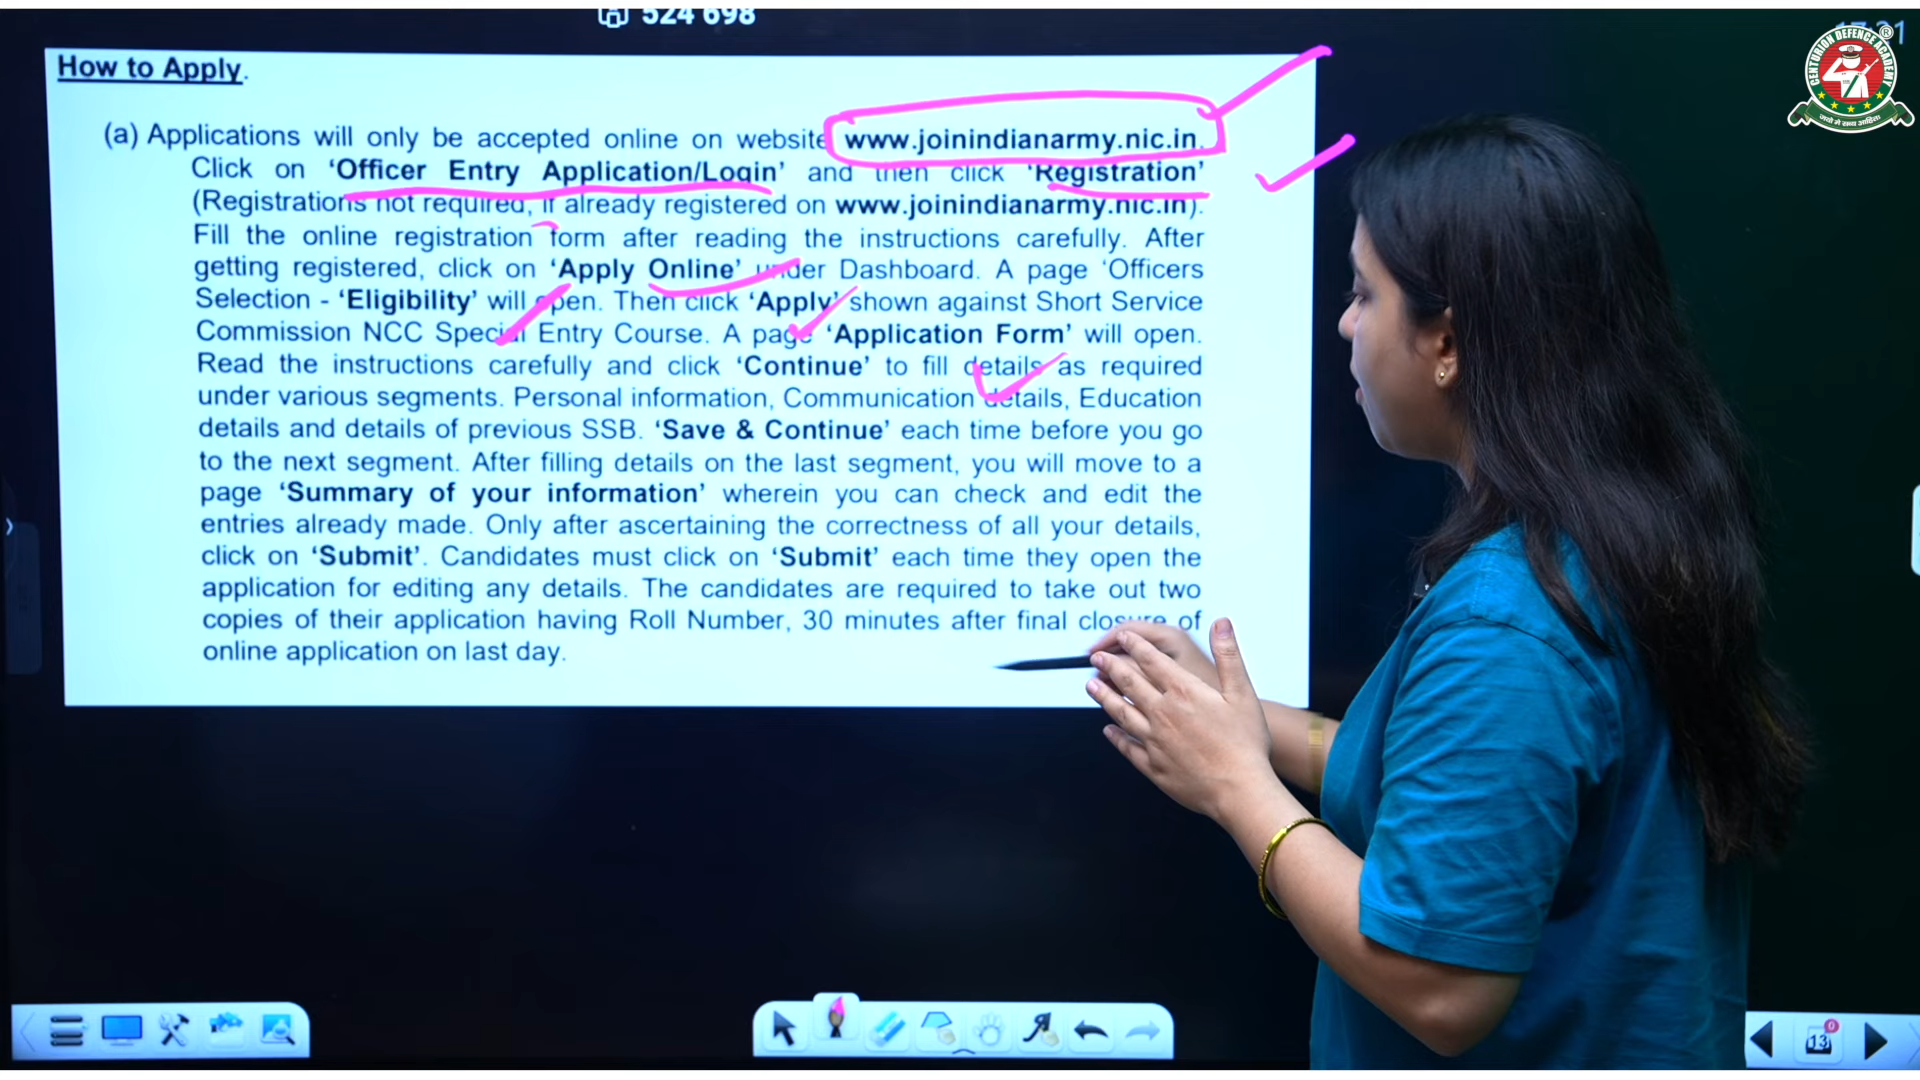 524 698
17:31
CENTURION DEFENCE ACADEMY
®
How to Apply.
(a) Applications will only be accepted online on website www.joinindianarmy.nic.in.
Click on ‘Officer Entry Application/Login’ and then click ‘Registration’
(Registrations not required, if already registered on www.joinindianarmy.nic.in).
Fill the online registration form after reading the instructions carefully. After
getting registered, click on ‘Apply Online’ under Dashboard. A page ‘Officers
Selection - ‘Eligibility’ will open. Then click ‘Apply’ shown against Short Service
Commission NCC Special Entry Course. A page ‘Application Form’ will open.
Read the instructions carefully and click ‘Continue’ to fill details as required
under various segments. Personal information, Communication details, Education
details and details of previous SSB. ‘Save & Continue’ each time before you go
to the next segment. After filling details on the last segment, you will move to a
page ‘Summary of your information’ wherein you can check and edit the
entries already made. Only after ascertaining the correctness of all your details,
click on ‘Submit’. Candidates must click on ‘Submit’ each time they open the
application for editing any details. The candidates are required to take out two
copies of their application having Roll Number, 30 minutes after final closure of
online application on last day.
0
13